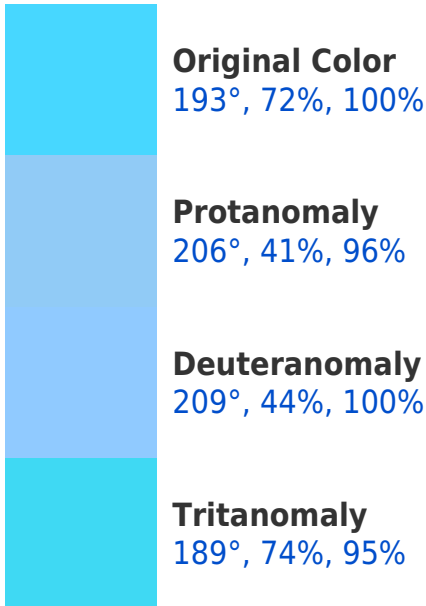 Original Color
193°, 72%, 100%
Protanomaly
206°, 41%, 96%
Deuteranomaly
209°, 44%, 100%
Tritanomaly
189°, 74%, 95%